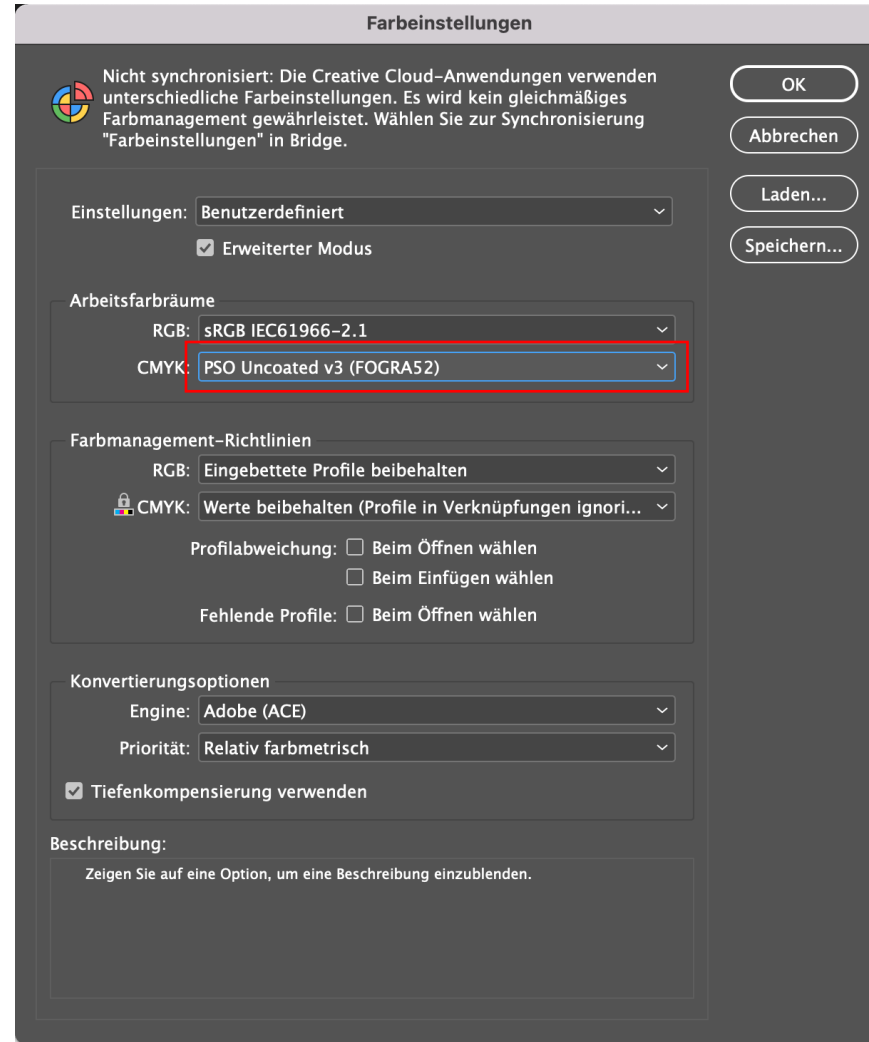 Farbeinstellungen
Nicht synchronisiert: Die Creative Cloud-Anwendungen verwenden
unterschiedliche Farbeinstellungen. Es wird kein gleichmäßiges
Farbmanagement gewährleistet. Wählen Sie zur Synchronisierung
"Farbeinstellungen" in Bridge.
OK
Abbrechen
Laden...
Speichern...
Einstellungen: Benutzerdefiniert
Erweiterter Modus
Arbeitsfarbräume
RGB: sRGB IEC61966-2.1
CMYK: PSO Uncoated v3 (FOGRA52)
Farbmanagement-Richtlinien
RGB: Eingebettete Profile beibehalten
CMYK: Werte beibehalten (Profile in Verknüpfungen ignori...
Profilabweichung: Beim Öffnen wählen
Beim Einfügen wählen
Fehlende Profile: Beim Öffnen wählen
Konvertierungsoptionen
Engine: Adobe (ACE)
Priorität: Relativ farbmetrisch
Tiefenkompensierung verwenden
Beschreibung:
Zeigen Sie auf eine Option, um eine Beschreibung einzublenden.